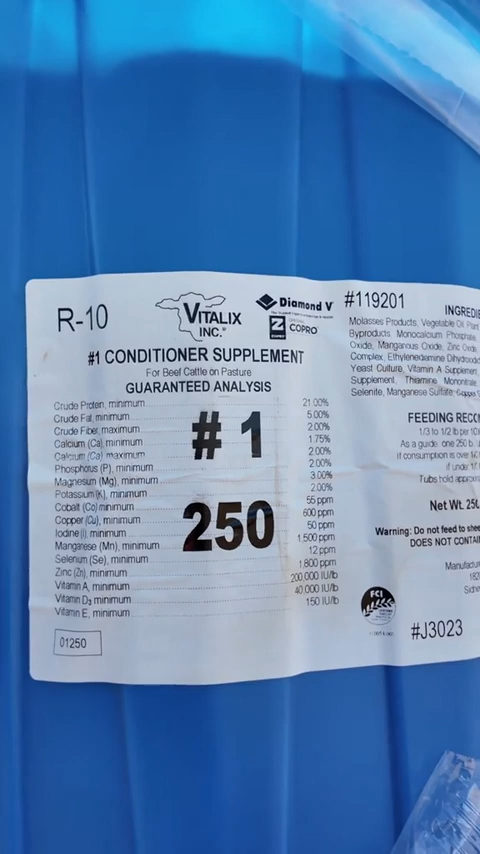 R-10
VITALIX
INC.®
Diamond V
COPRO
#119201
#1 CONDITIONER SUPPLEMENT
For Beef Cattle on Pasture
GUARANTEED ANALYSIS
Crude Protein, minimum 21.00%
Crude Fat, minimum 5.00%
Crude Fiber, maximum 2.00%
Calcium (Ca), minimum 1.75%
Calcium (Ca), maximum 2.00%
Phosphorus (P), minimum 2.00%
Magnesium (Mg), minimum 3.00%
Potassium (K), minimum 2.00%
Cobalt (Co) minimum 55 ppm
Copper (Cu), minimum 600 ppm
Iodine (I), minimum 50 ppm
Manganese (Mn), minimum 1,500 ppm
Selenium (Se), minimum 12 ppm
Zinc (Zn), minimum 1,800 ppm
Vitamin A, minimum 200,000 IU/lb
Vitamin D3 minimum 40,000 IU/lb
Vitamin E, minimum 150 IU/lb
#1
250
01250
INGREDIE
Molasses Products, Vegetable Oil, Plant
Byproducts, Monocalcium Phosphate,
Oxide, Manganous Oxide, Zinc Oxide,
Complex, Ethylenediamine Dihydroiod
Yeast Culture, Vitamin A Supplement,
Supplement, Thiamine Mononitrate,
Selenite, Manganese Sulfate, Copper S
FEEDING RECO
1/3 to 1/2 lb per 10
As a guide: one 250 lb
if consumption is over
if under
Tubs hold approxim
Net Wt. 250
Warning: Do not feed to shee
DOES NOT CONTAI
Manufactu
182
Sidne
FCI
#J3023